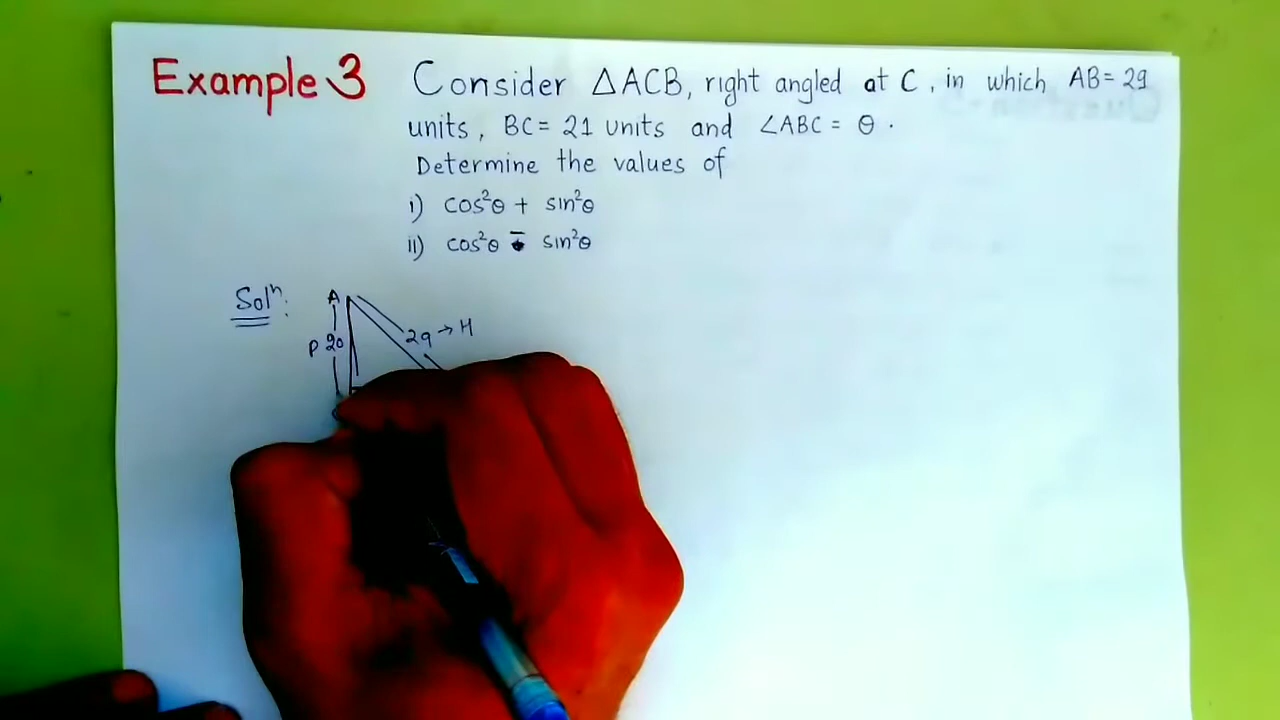 Example 3 Consider △ACB, right angled at C, in which AB= 29
units, BC= 21 units and ∠ABC = θ.
Determine the values of
i) cos²θ + sin²θ
ii) cos²θ - sin²θ
Solⁿ:
A
29 → H
P 20